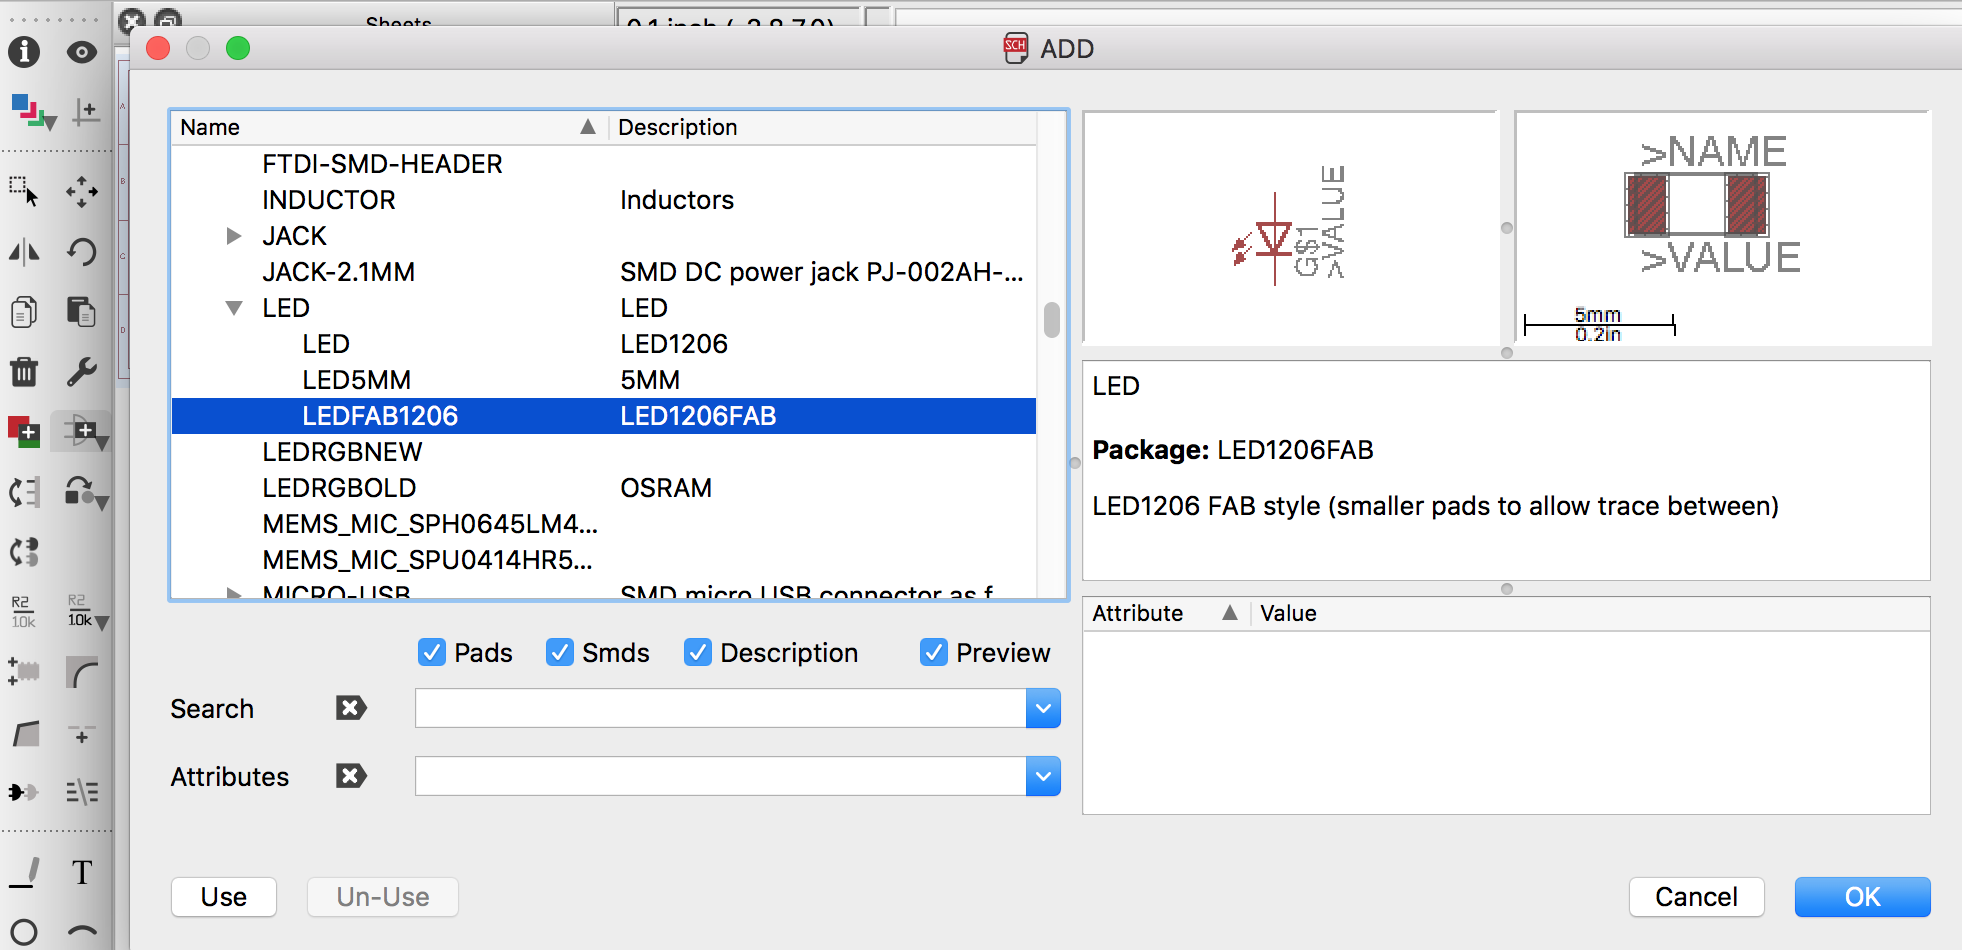 Sheets
SCH ADD
Name Description
FTDI-SMD-HEADER
INDUCTOR Inductors
JACK
JACK-2.1MM SMD DC power jack PJ-002AH-...
LED LED
LED LED1206
LED5MM 5MM
LEDFAB1206 LED1206FAB
LEDRGBNEW
LEDRGBOLD OSRAM
MEMS_MIC_SPH0645LM4...
MEMS_MIC_SPU0414HR5...
MICRO-USB SMD micro USB connector as f
Pads Smds Description Preview
Search
Attributes
Use Un-Use
G$1
>VALUE
>NAME
>VALUE
5mm
0.2in
LED
Package: LED1206FAB
LED1206 FAB style (smaller pads to allow trace between)
Attribute Value
Cancel OK
R2
10k
R2
10k
T
A
B
C
D